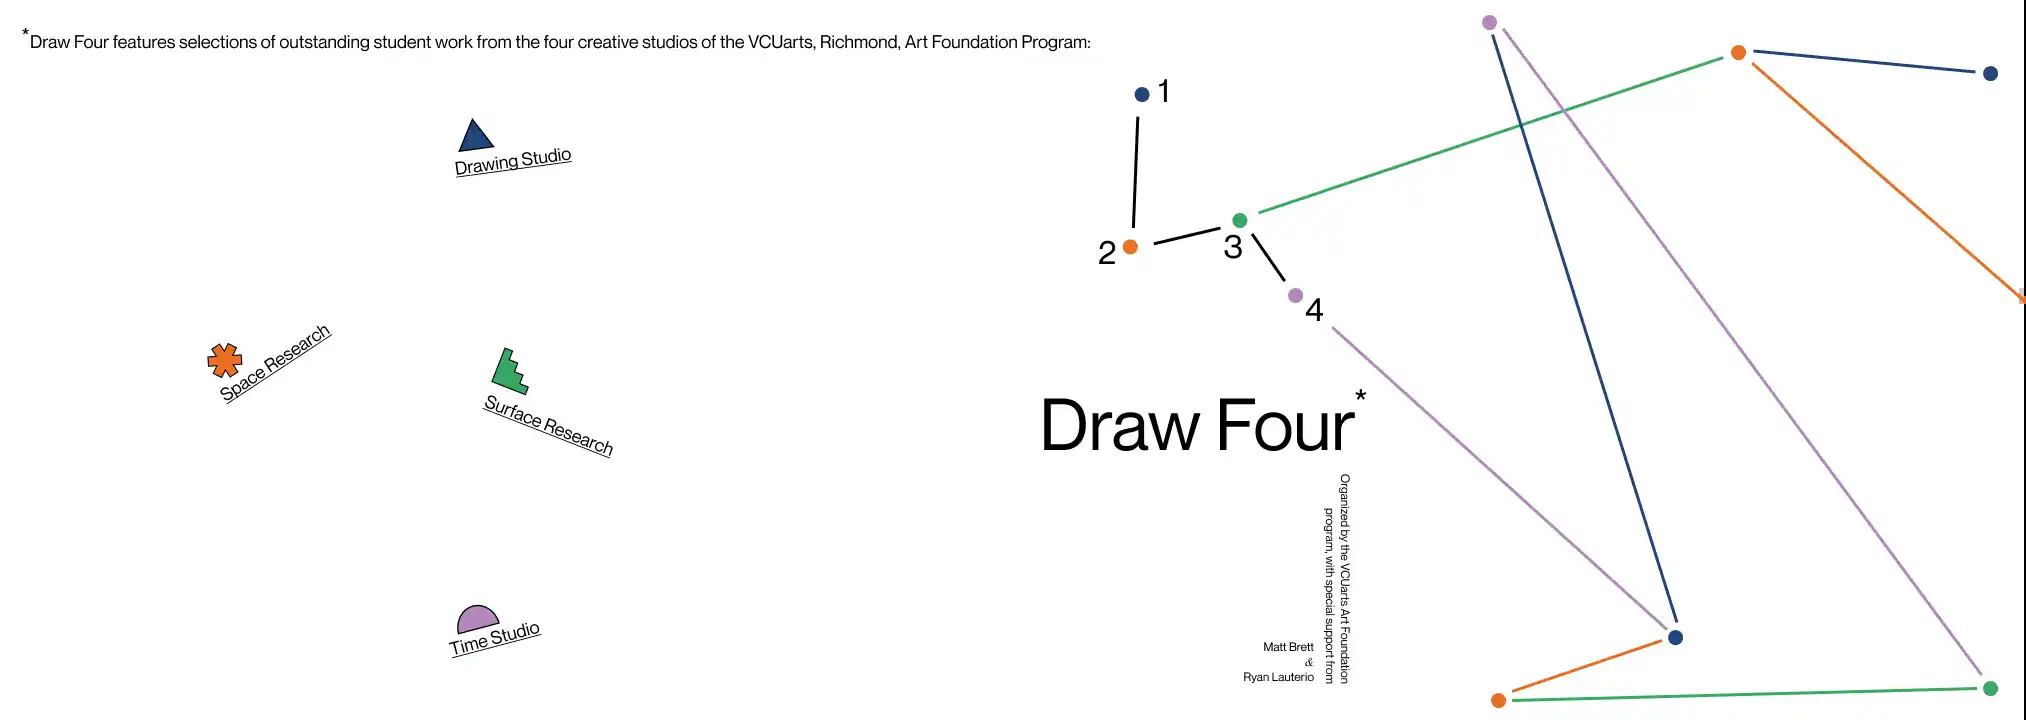 *Draw Four features selections of outstanding student work from the four creative studios of the VCUarts, Richmond, Art Foundation Program:
Drawing Studio
Space Research
Surface Research
Time Studio
1
2
3
4
Draw Four*
Organized by the VCUarts Art Foundation
program, with special support from
Matt Brett
&
Ryan Lauterio